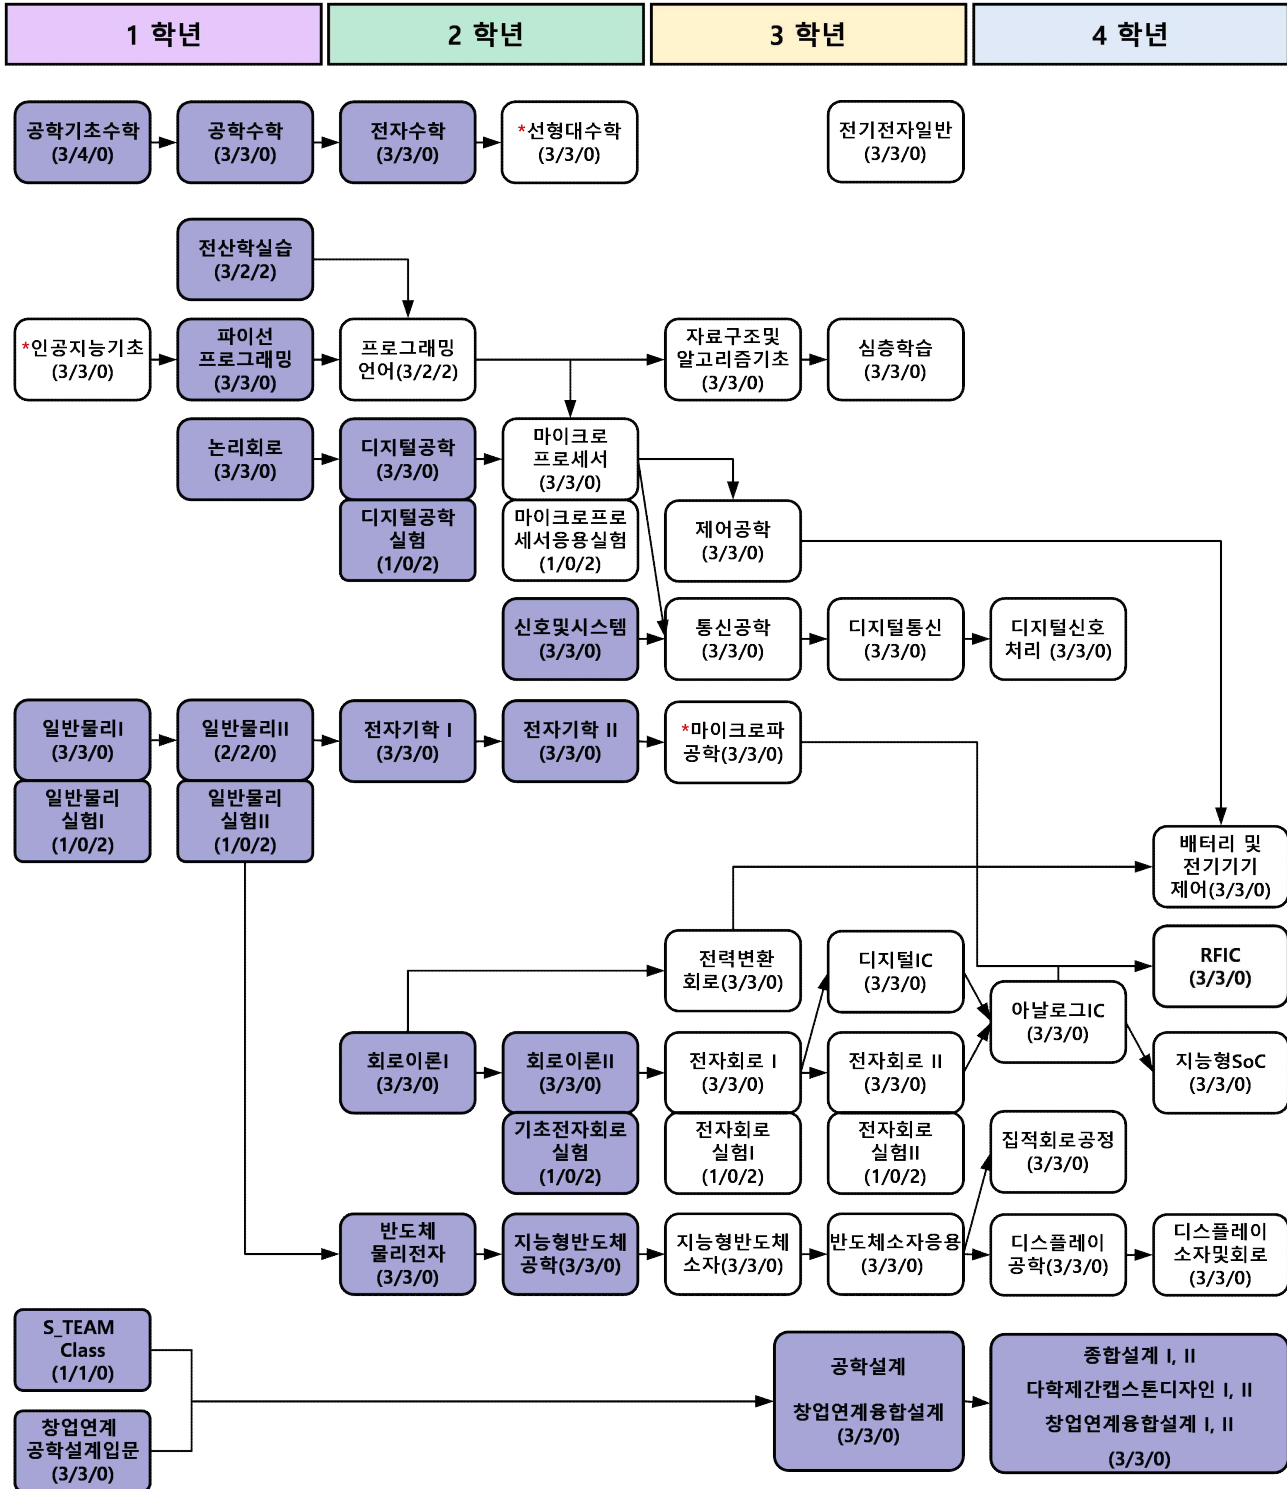 1 학년
2 학년
3 학년
4 학년
공학기초수학
(3/4/0)
공학수학
(3/3/0)
전자수학
(3/3/0)
*선형대수학
(3/3/0)
전기전자일반
(3/3/0)
전산학실습
(3/2/2)
*인공지능기초
(3/3/0)
파이선
프로그래밍
(3/3/0)
프로그래밍
언어(3/2/2)
자료구조및
알고리즘기초
(3/3/0)
심층학습
(3/3/0)
논리회로
(3/3/0)
디지털공학
(3/3/0)
마이크로
프로세서
(3/3/0)
디지털공학
실험
(1/0/2)
마이크로프로
세서응용실험
(1/0/2)
제어공학
(3/3/0)
신호및시스템
(3/3/0)
통신공학
(3/3/0)
디지털통신
(3/3/0)
디지털신호
처리 (3/3/0)
일반물리I
(3/3/0)
일반물리II
(2/2/0)
전자기학 I
(3/3/0)
전자기학 II
(3/3/0)
*마이크로파
공학(3/3/0)
일반물리
실험I
(1/0/2)
일반물리
실험II
(1/0/2)
배터리 및
전기기기
제어(3/3/0)
전력변환
회로(3/3/0)
디지털IC
(3/3/0)
RFIC
(3/3/0)
아날로그IC
(3/3/0)
회로이론I
(3/3/0)
회로이론II
(3/3/0)
전자회로 I
(3/3/0)
전자회로 II
(3/3/0)
지능형SoC
(3/3/0)
기초전자회로
실험
(1/0/2)
전자회로
실험I
(1/0/2)
전자회로
실험II
(1/0/2)
집적회로공정
(3/3/0)
반도체
물리전자
(3/3/0)
지능형반도체
공학(3/3/0)
지능형반도체
소자(3/3/0)
반도체소자응용
(3/3/0)
디스플레이
공학(3/3/0)
디스플레이
소자및회로
(3/3/0)
S_TEAM
Class
(1/1/0)
창업연계
공학설계입문
(3/3/0)
공학설계
창업연계융합설계
(3/3/0)
종합설계 I, II
다학제간캡스톤디자인 I, II
창업연계융합설계 I, II
(3/3/0)